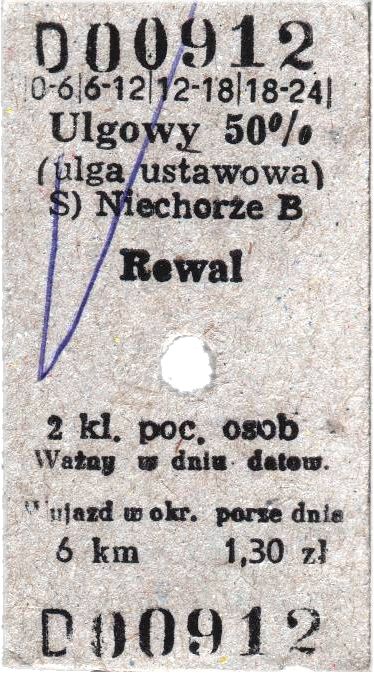 D00912
0-6|6-12|12-18|18-24|
Ulgowy 50%
(ulga ustawowa)
S) Niechorze B
Rewal
2 kl. poc. osob
Ważny w dniu datow.
Wyjazd w okr. porze dnia
6 km 1,30 zł
D00912